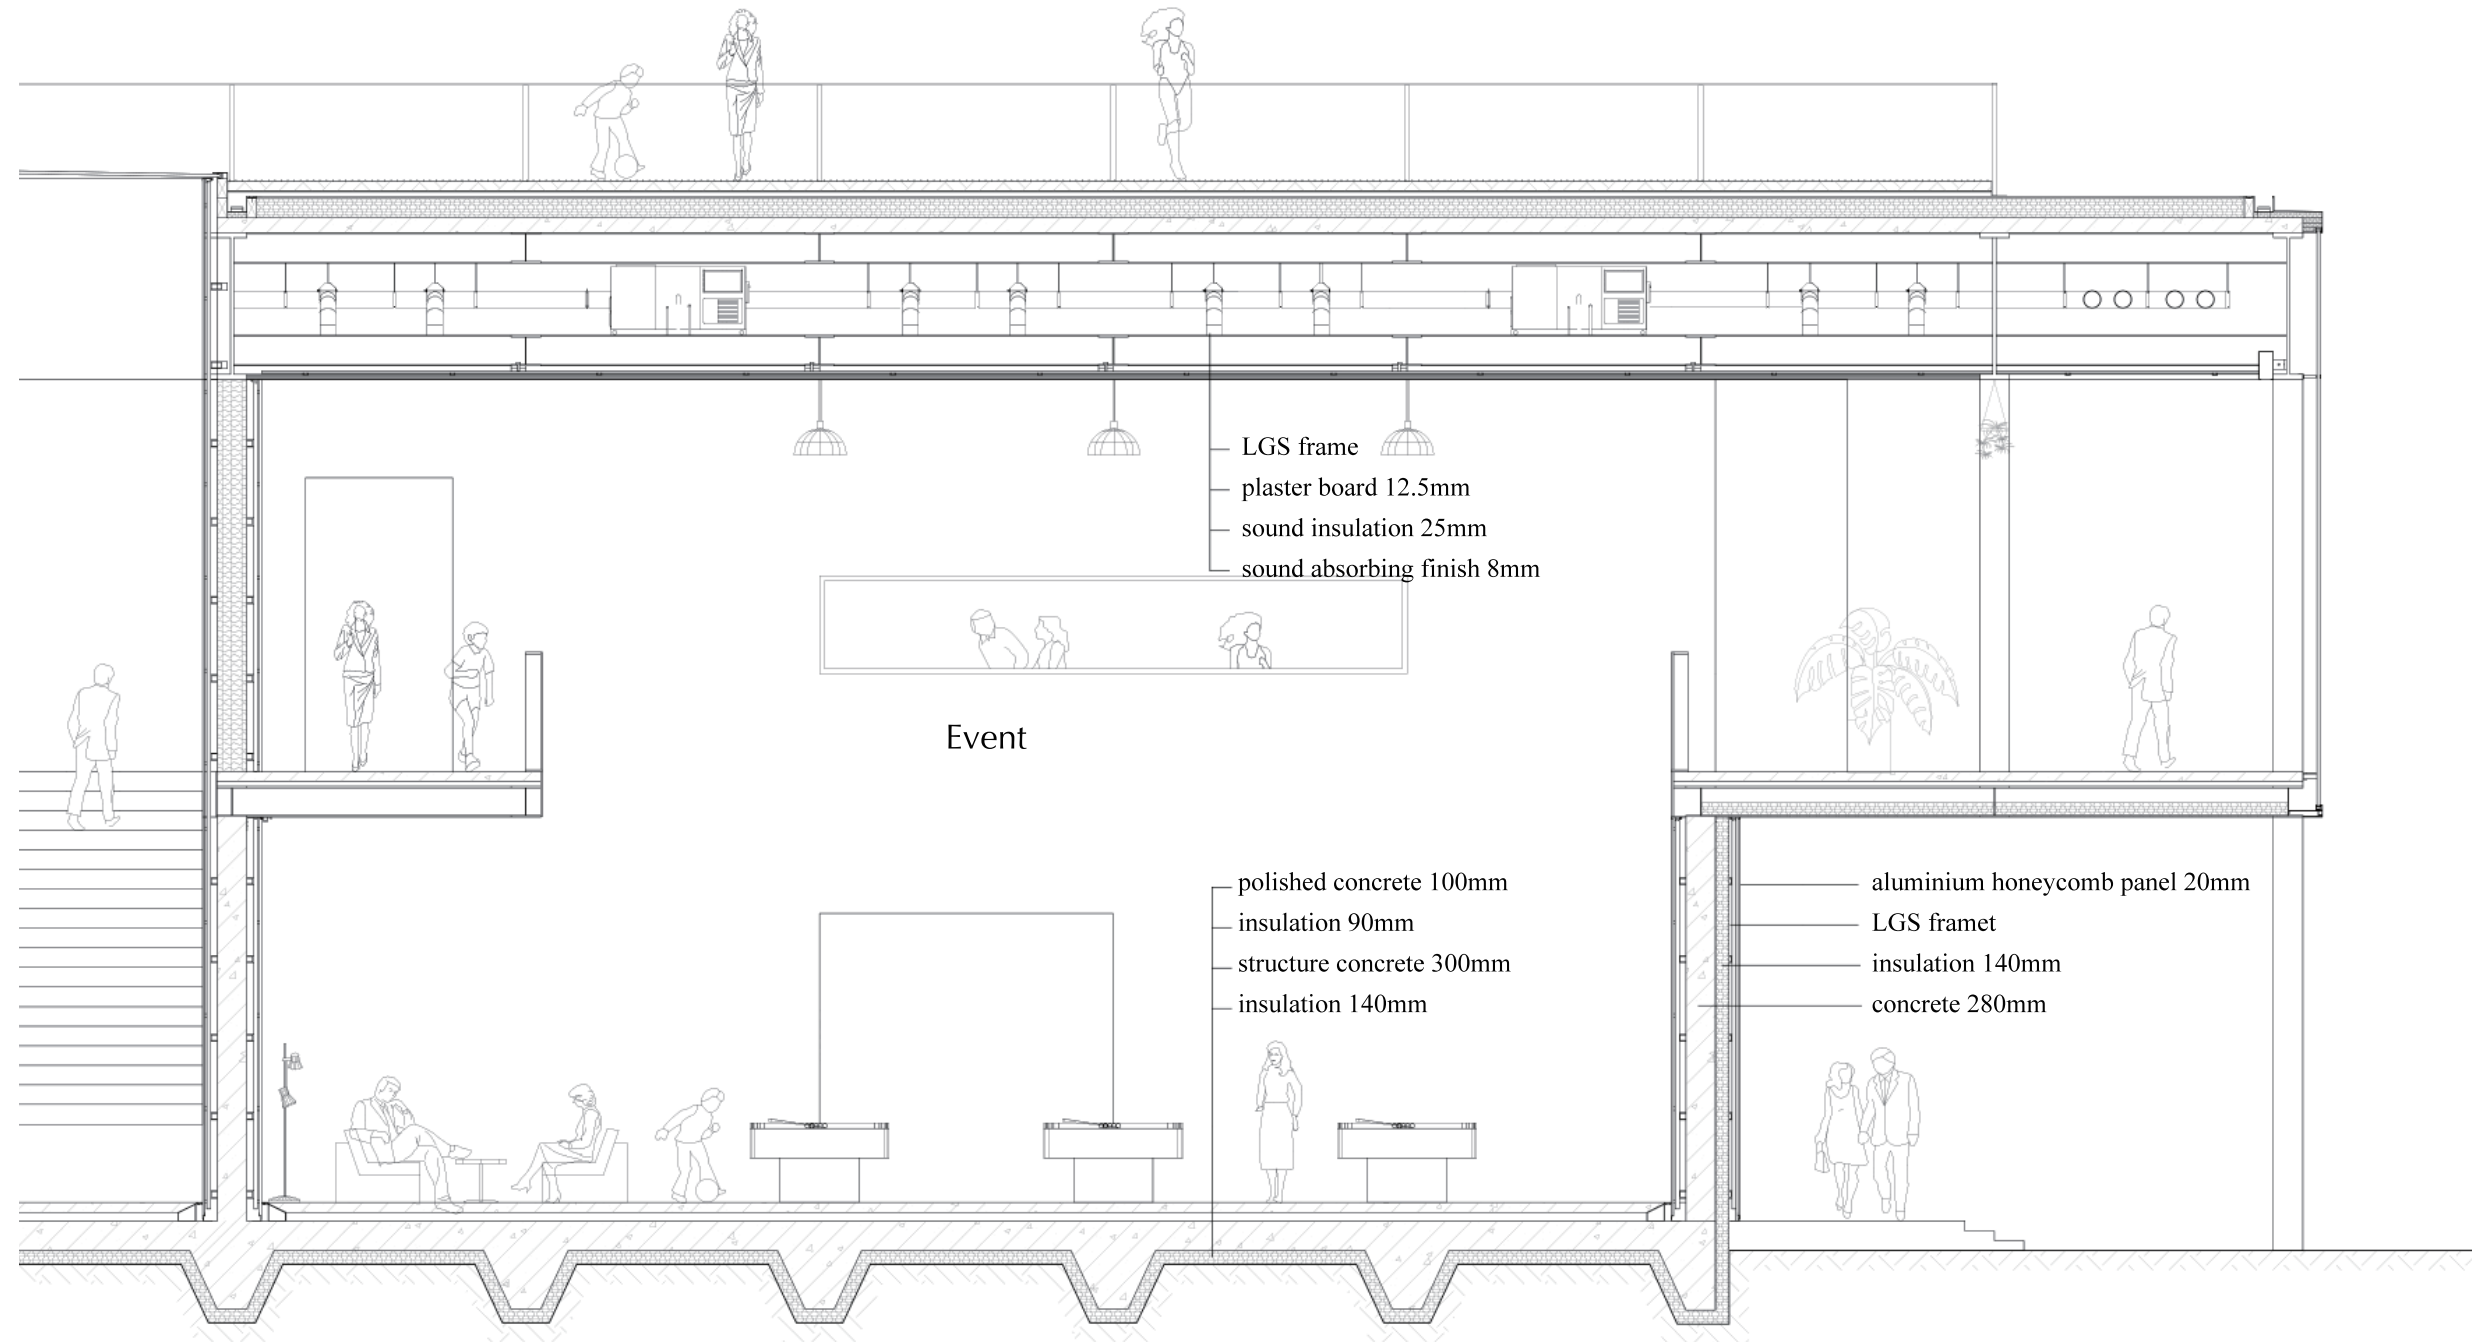 LGS frame
plaster board 12.5mm
sound insulation 25mm
sound absorbing finish 8mm
Event
polished concrete 100mm
insulation 90mm
structure concrete 300mm
insulation 140mm
aluminium honeycomb panel 20mm
LGS framet
insulation 140mm
concrete 280mm